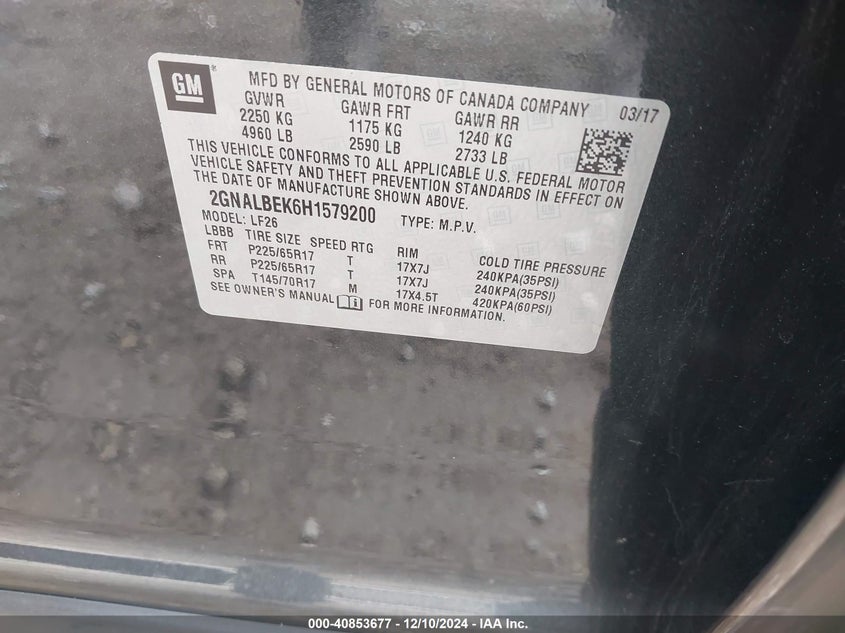 GM
MFD BY GENERAL MOTORS OF CANADA COMPANY 03/17
GVWR GAWR FRT GAWR RR
2250 KG 1175 KG 1240 KG
4960 LB 2590 LB 2733 LB
THIS VEHICLE CONFORMS TO ALL APPLICABLE U.S. FEDERAL MOTOR
VEHICLE SAFETY AND THEFT PREVENTION STANDARDS IN EFFECT ON
THE DATE OF MANUFACTURE SHOWN ABOVE.
2GNALBEK6H1579200 TYPE: M.P.V.
MODEL: LF26
LBBB TIRE SIZE SPEED RTG RIM COLD TIRE PRESSURE
FRT P225/65R17 T 17X7J 240KPA(35PSI)
RR P225/65R17 T 17X7J 240KPA(35PSI)
SPA T145/70R17 M 17X4.5T 420KPA(60PSI)
SEE OWNER'S MANUAL FOR MORE INFORMATION.
000-40853677 - 12/10/2024 - IAA Inc.